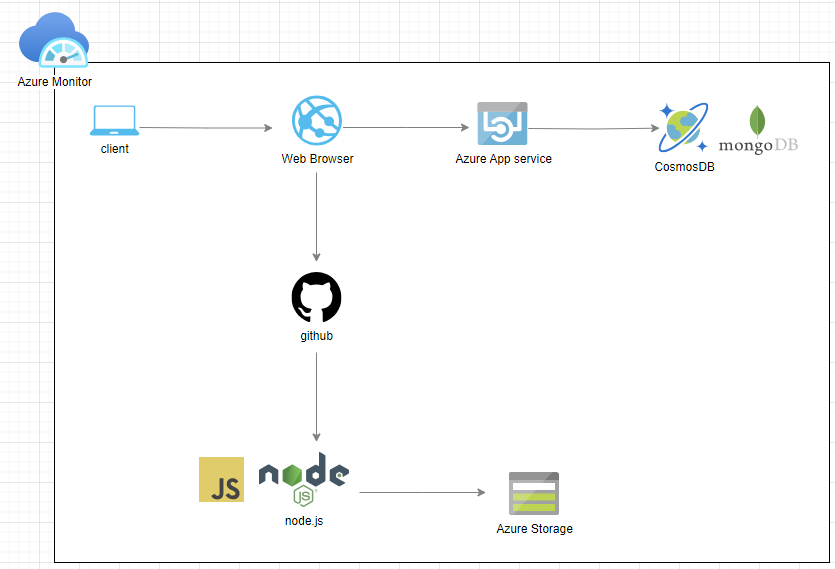 Azure Monitor
client
Web Browser
Azure App service
CosmosDB
mongoDB
github
JS
node
JS
node.js
Azure Storage